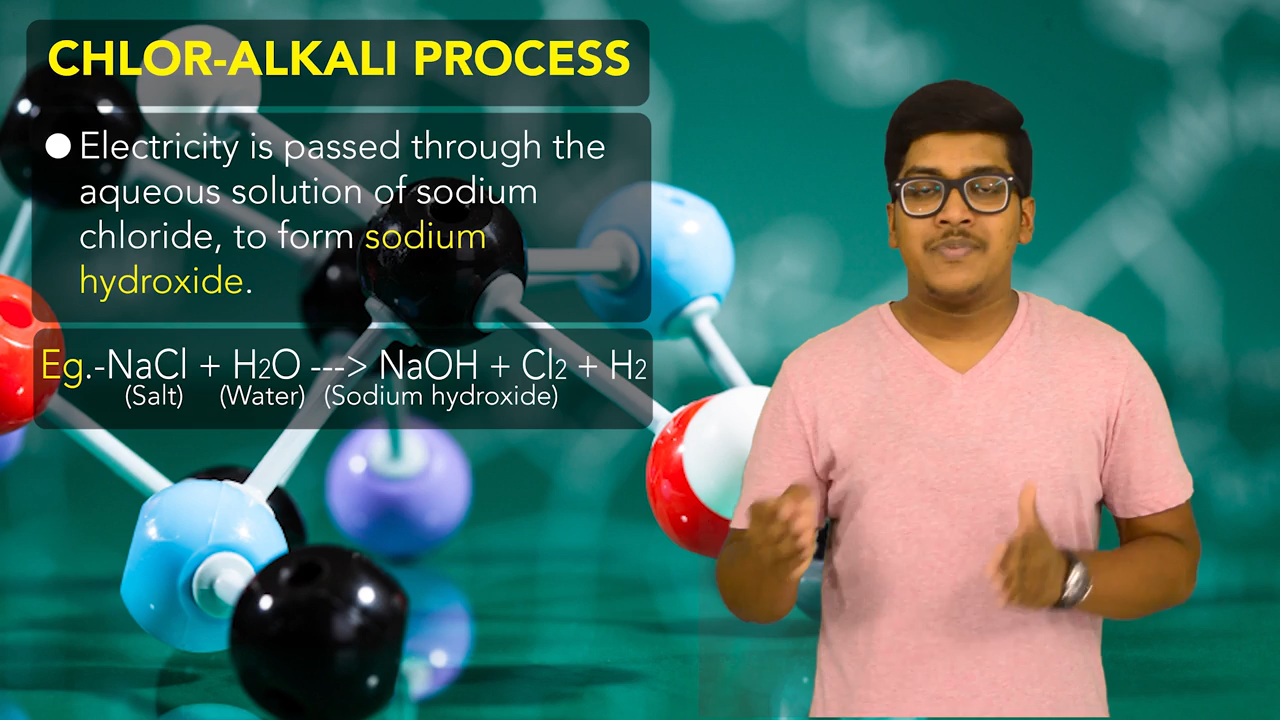 CHLOR-ALKALI PROCESS
Electricity is passed through the
aqueous solution of sodium
chloride, to form sodium
hydroxide.
Eg.-NaCl + H2O ---> NaOH + Cl2 + H2
(Salt) (Water) (Sodium hydroxide)